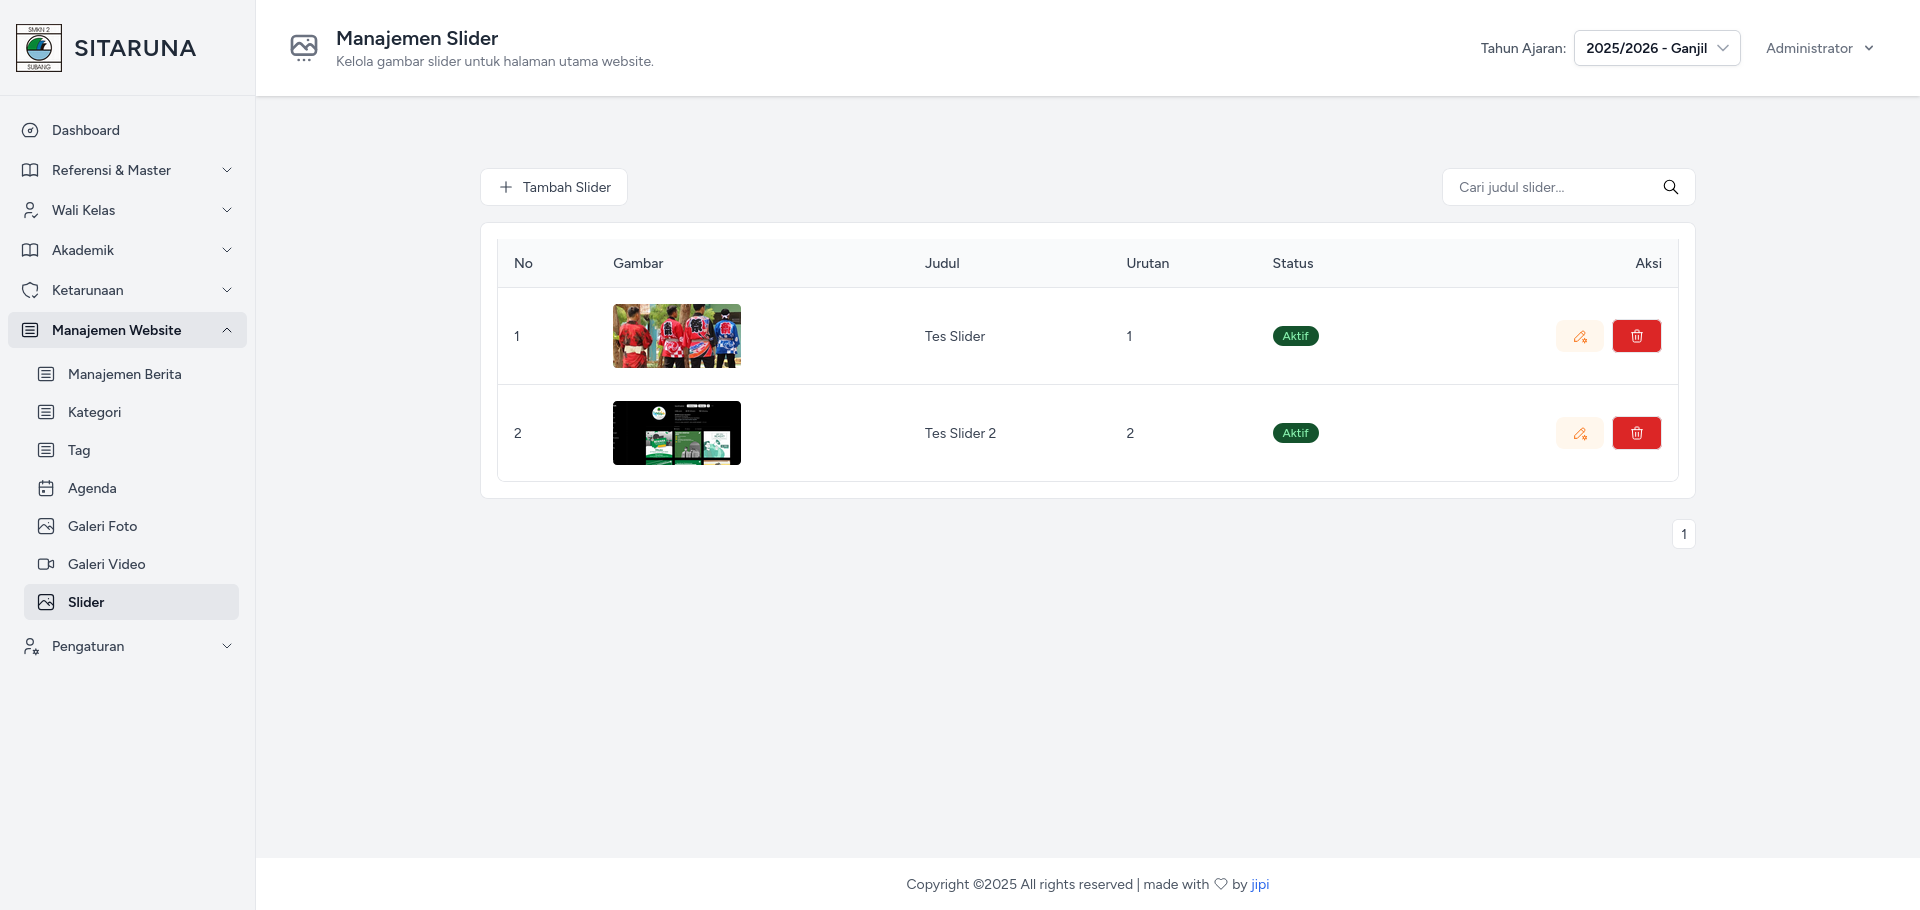 SMKN 2
SUBANG
SITARUNA
Manajemen Slider
Kelola gambar slider untuk halaman utama website.
Tahun Ajaran:
2025/2026 - Ganjil
Administrator
Dashboard
Referensi & Master
Wali Kelas
Akademik
Ketarunaan
Manajemen Website
Manajemen Berita
Kategori
Tag
Agenda
Galeri Foto
Galeri Video
Slider
Pengaturan
Tambah Slider
Cari judul slider...
No Gambar Judul Urutan Status Aksi
1 Tes Slider 1 Aktif
2 Tes Slider 2 2 Aktif
1
Copyright ©2025 All rights reserved | made with ♡ by jipi